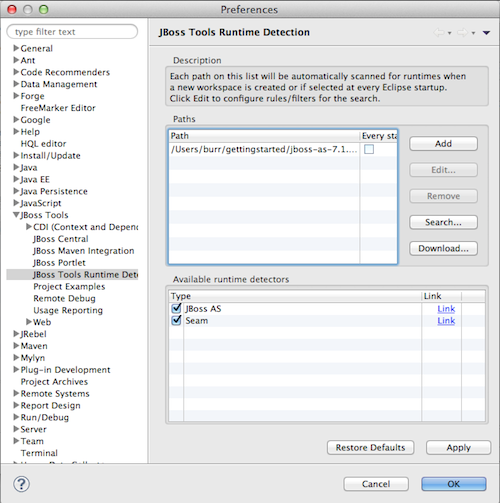 Preferences
type filter text
General
Ant
Code Recommenders
Data Management
Forge
FreeMarker Editor
Google
Help
HQL editor
Install/Update
Java
Java EE
Java Persistence
JavaScript
JBoss Tools
CDI (Context and Depend
JBoss Central
JBoss Maven Integration
JBoss Portlet
JBoss Tools Runtime Dete
Project Examples
Remote Debug
Usage Reporting
Web
JRebel
Maven
Mylyn
Plug-in Development
Project Archives
Remote Systems
Report Design
Run/Debug
Server
Team
Terminal
JBoss Tools Runtime Detection
Description
Each path on this list will be automatically scanned for runtimes when
a new workspace is created or if selected at every Eclipse startup.
Click Edit to configure rules/filters for the search.
Paths
Path Every sta
/Users/burr/gettingstarted/jboss-as-7.1....
Add
Edit...
Remove
Search...
Download...
Available runtime detectors
Type Link
JBoss AS Link
Seam Link
Restore Defaults Apply
? Cancel OK